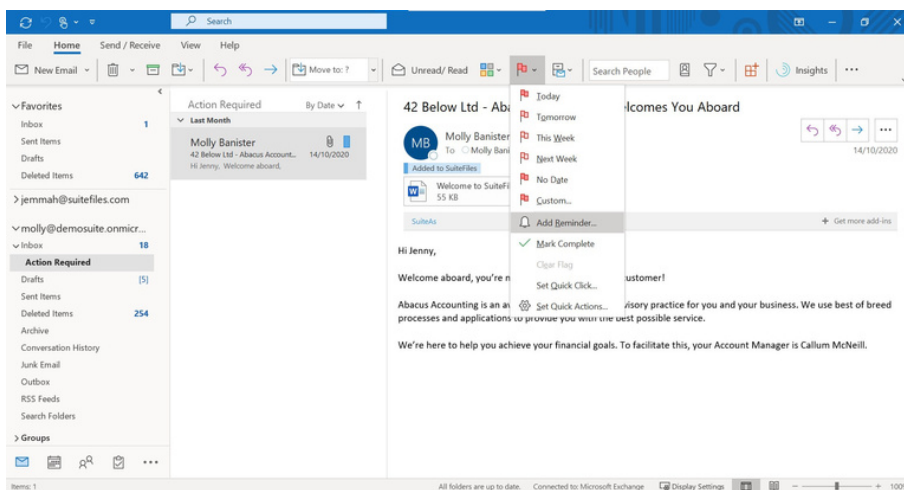 Search
File Home Send / Receive View Help
New Email Move to: ? Unread/ Read Search People Insights
Favorites
Inbox 1
Sent Items
Drafts
Deleted Items 642
jemmah@suitefiles.com
molly@demosuite.onmicr...
Inbox 18
Action Required
Drafts [5]
Sent Items
Deleted Items 254
Archive
Conversation History
Junk Email
Outbox
RSS Feeds
Search Folders
Groups
Action Required By Date
Last Month
Molly Banister
42 Below Ltd - Abacus Account... 14/10/2020
Hi Jenny, Welcome aboard,
42 Below Ltd - Aba lcomes You Aboard
MB
Molly Banister
To Molly Bani
14/10/2020
Added to SuiteFiles
Welcome to SuiteFi
55 KB
SuiteAs Get more add-ins
Today
Tomorrow
This Week
Next Week
No Date
Custom...
Add Reminder...
Mark Complete
Clear Flag
Set Quick Click...
Set Quick Actions...
Hi Jenny,
Welcome aboard, you're n ustomer!
Abacus Accounting is an a visory practice for you and your business. We use best of breed
processes and applications to provide you with the best possible service.
We're here to help you achieve your financial goals. To facilitate this, your Account Manager is Callum McNeill.
Items: 1 All folders are up to date. Connected to: Microsoft Exchange Display Settings 100%